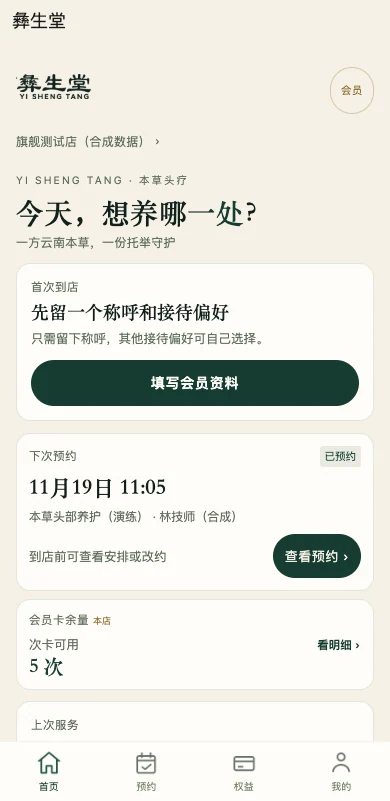 彝生堂
彝生堂
YI SHENG TANG
会员
旗舰测试店（合成数据） ›
YI SHENG TANG · 本草头疗
今天，想养哪一处?
一方云南本草，一份托举守护
首次到店
先留一个称呼和接待偏好
只需留下称呼，其他接待偏好可自己选择。
填写会员资料
下次预约
已预约
11月19日 11:05
本草头部养护（演练） · 林技师（合成）
到店前可查看安排或改约
查看预约 ›
会员卡余量 本店
次卡可用
看明细 ›
5 次
上次服务
首页
预约
权益
我的